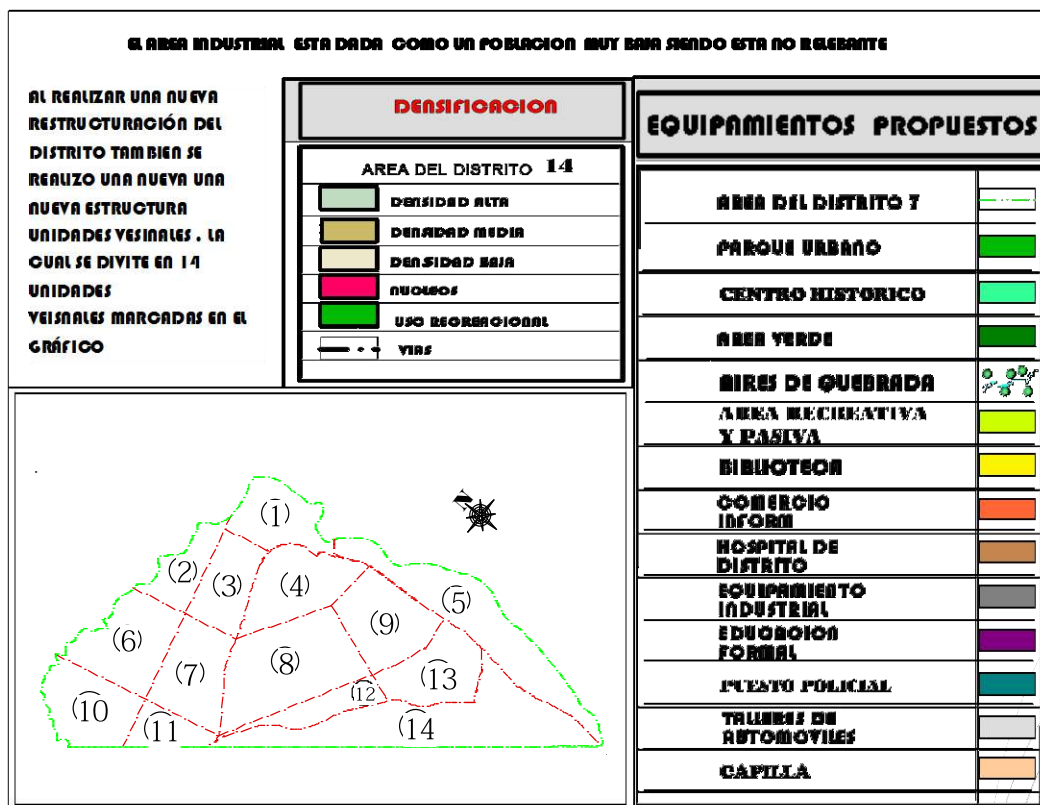 EL AREA INDUSTRIAL ESTA DADA COMO UN POBLACION MUY BAJA SIENDO ESTA NO RELEBANTE
AL REALIZAR UNA NUEVA
RESTRUCTURACIÓN DEL
DISTRITO TAMBIEN SE
REALIZO UNA NUEVA UNA
NUEVA ESTRUCTURA
UNIDADES VESINALES . LA
CUAL SE DIVITE EN 14
UNIDADES
VEISNALES MARCADAS EN EL
GRÁFICO
DENSIFICACION
AREA DEL DISTRITO 14
DENSIDAD ALTA
DENSIDAD MEDIA
DENSIDAD BAJA
NUCLEOS
USO RECREACIONAL
VIAS
EQUIPAMIENTOS PROPUESTOS
AREA DEL DISTRITO 7
PARQUE URBANO
CENTRO HISTORICO
AREA VERDE
AIRES DE QUEBRADA
AREA RECREATIVA
Y PASIVA
BIBLIOTECA
COMERCIO
INFORM
HOSPITAL DE
DISTRITO
EQUIPAMIENTO
INDUSTRIAL
EDUCACION
FORMAL
PUESTO POLICIAL
TALLERES DE
AUTOMOVILES
CAPILLA
N
(1)
(2)
(3)
(4)
(5)
(6)
(7)
(8)
(9)
(10)
(11)
(12)
(13)
(14)